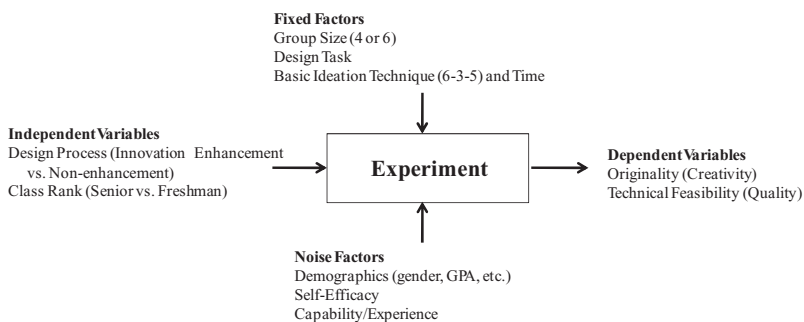 Fixed Factors
Group Size (4 or 6)
Design Task
Basic Ideation Technique (6-3-5) and Time
Independent Variables
Design Process (Innovation Enhancement
vs. Non-enhancement)
Class Rank (Senior vs. Freshman)
Experiment
Dependent Variables
Originality (Creativity)
Technical Feasibility (Quality)
Noise Factors
Demographics (gender, GPA, etc.)
Self-Efficacy
Capability/Experience